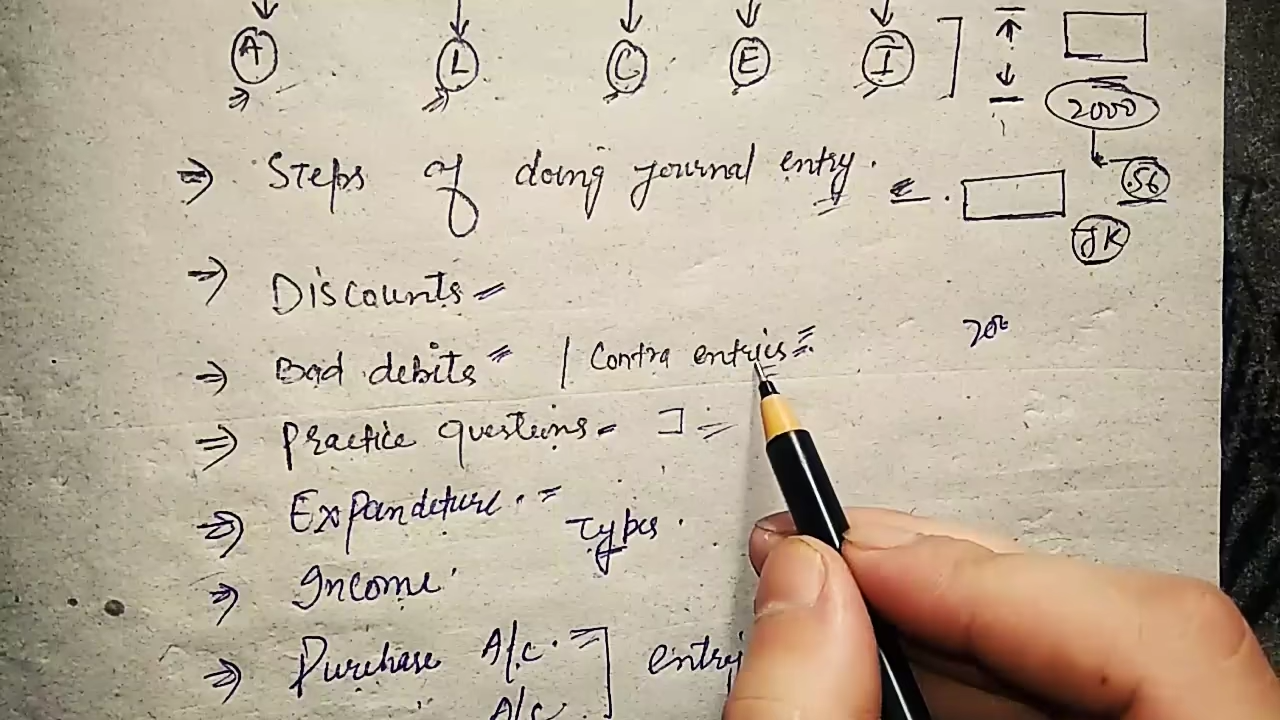 A L C E I
2000
.56
JK
⇒ Steps of doing journal entry.
⇒ Discounts
⇒ Bad debits | Contra entries
⇒ Practice questions
⇒ Expanditure. Types.
⇒ Income
⇒ Purchase A/c.
A/c.